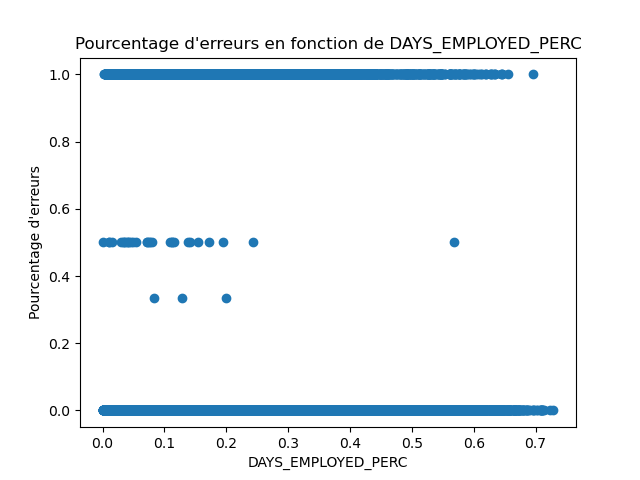 Pourcentage d'erreurs en fonction de DAYS_EMPLOYED_PERC
1.0
0.8
0.6
0.4
0.2
0.0
Pourcentage d'erreurs
0.0 0.1 0.2 0.3 0.4 0.5 0.6 0.7
DAYS_EMPLOYED_PERC